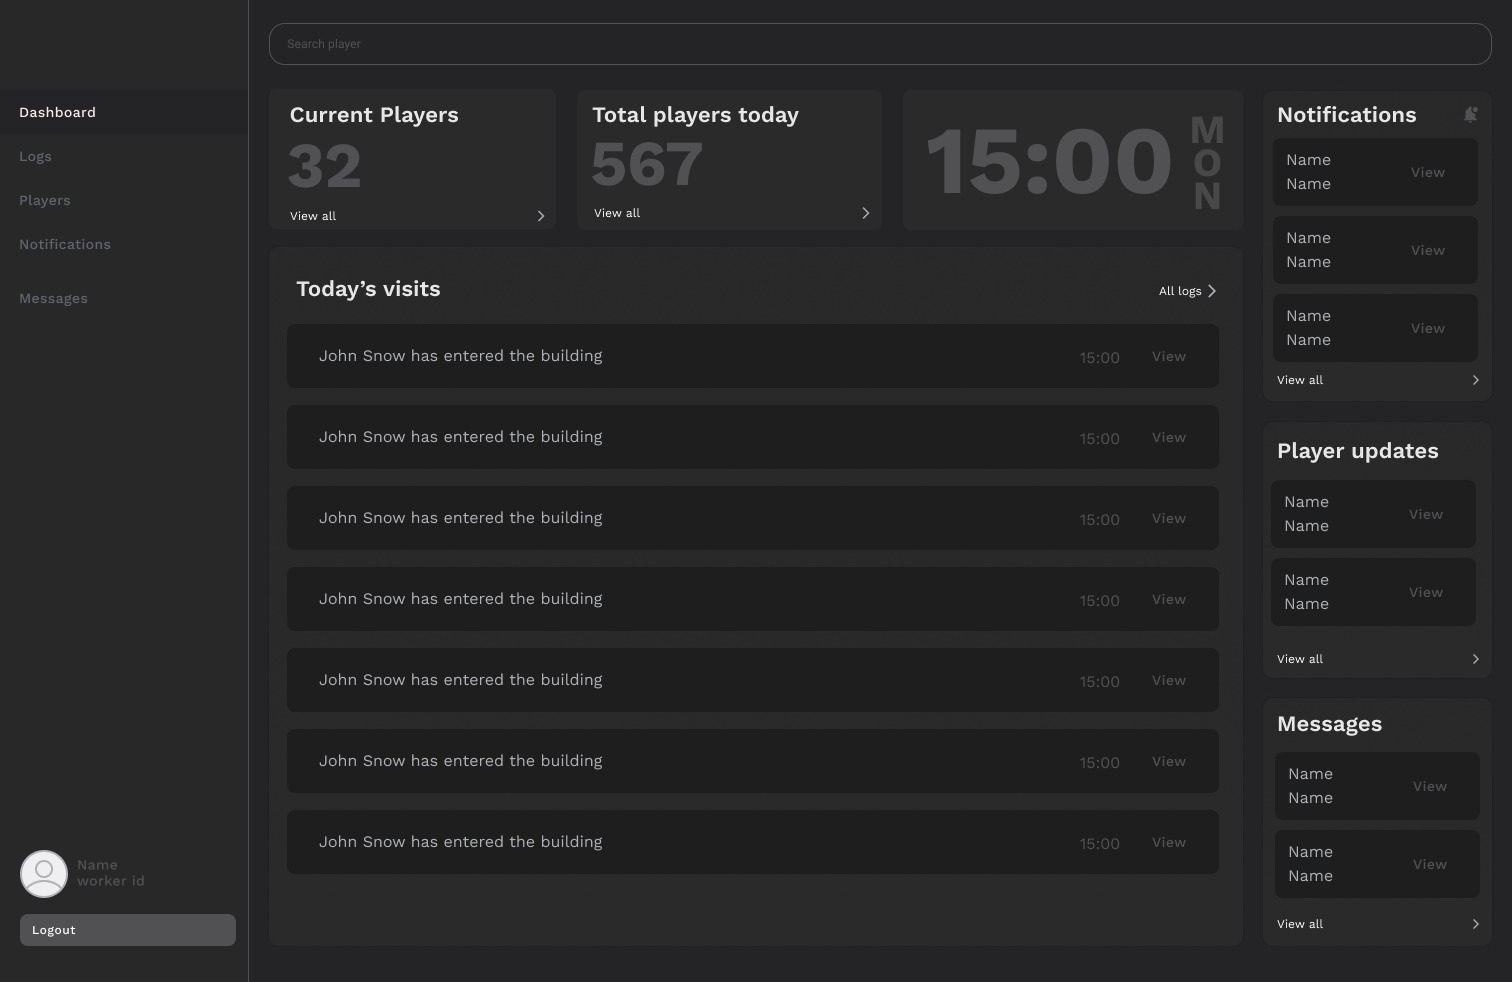 Search player
Dashboard
Logs
Players
Notifications
Messages
Name
worker id
Logout
Current Players
32
View all
Total players today
567
View all
15:00
M
O
N
Today’s visits
All logs
John Snow has entered the building 15:00 View
John Snow has entered the building 15:00 View
John Snow has entered the building 15:00 View
John Snow has entered the building 15:00 View
John Snow has entered the building 15:00 View
John Snow has entered the building 15:00 View
John Snow has entered the building 15:00 View
Notifications
Name
Name
View
Name
Name
View
Name
Name
View
View all
Player updates
Name
Name
View
Name
Name
View
View all
Messages
Name
Name
View
Name
Name
View
View all